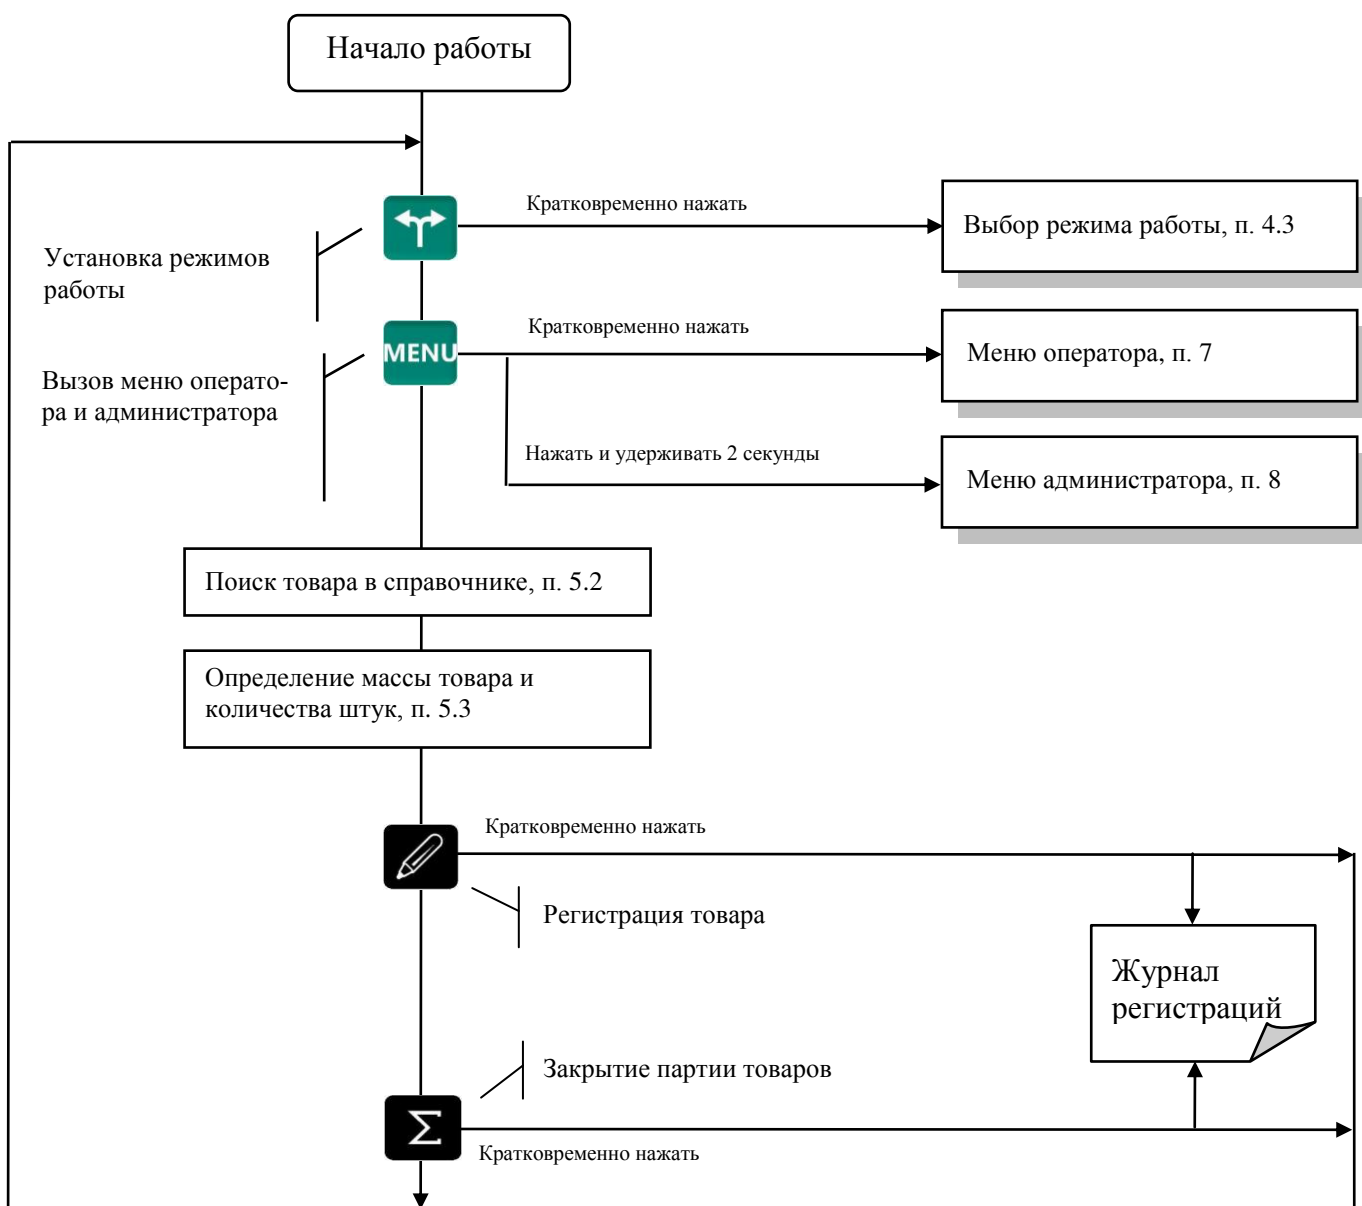 Начало работы
Кратковременно нажать
Выбор режима работы, п. 4.3
Установка режимов
работы
Кратковременно нажать
MENU
Меню оператора, п. 7
Вызов меню операто-
ра и администратора
Нажать и удерживать 2 секунды
Меню администратора, п. 8
Поиск товара в справочнике, п. 5.2
Определение массы товара и
количества штук, п. 5.3
Кратковременно нажать
Регистрация товара
Журнал
регистраций
Закрытие партии товаров
Σ
Кратковременно нажать